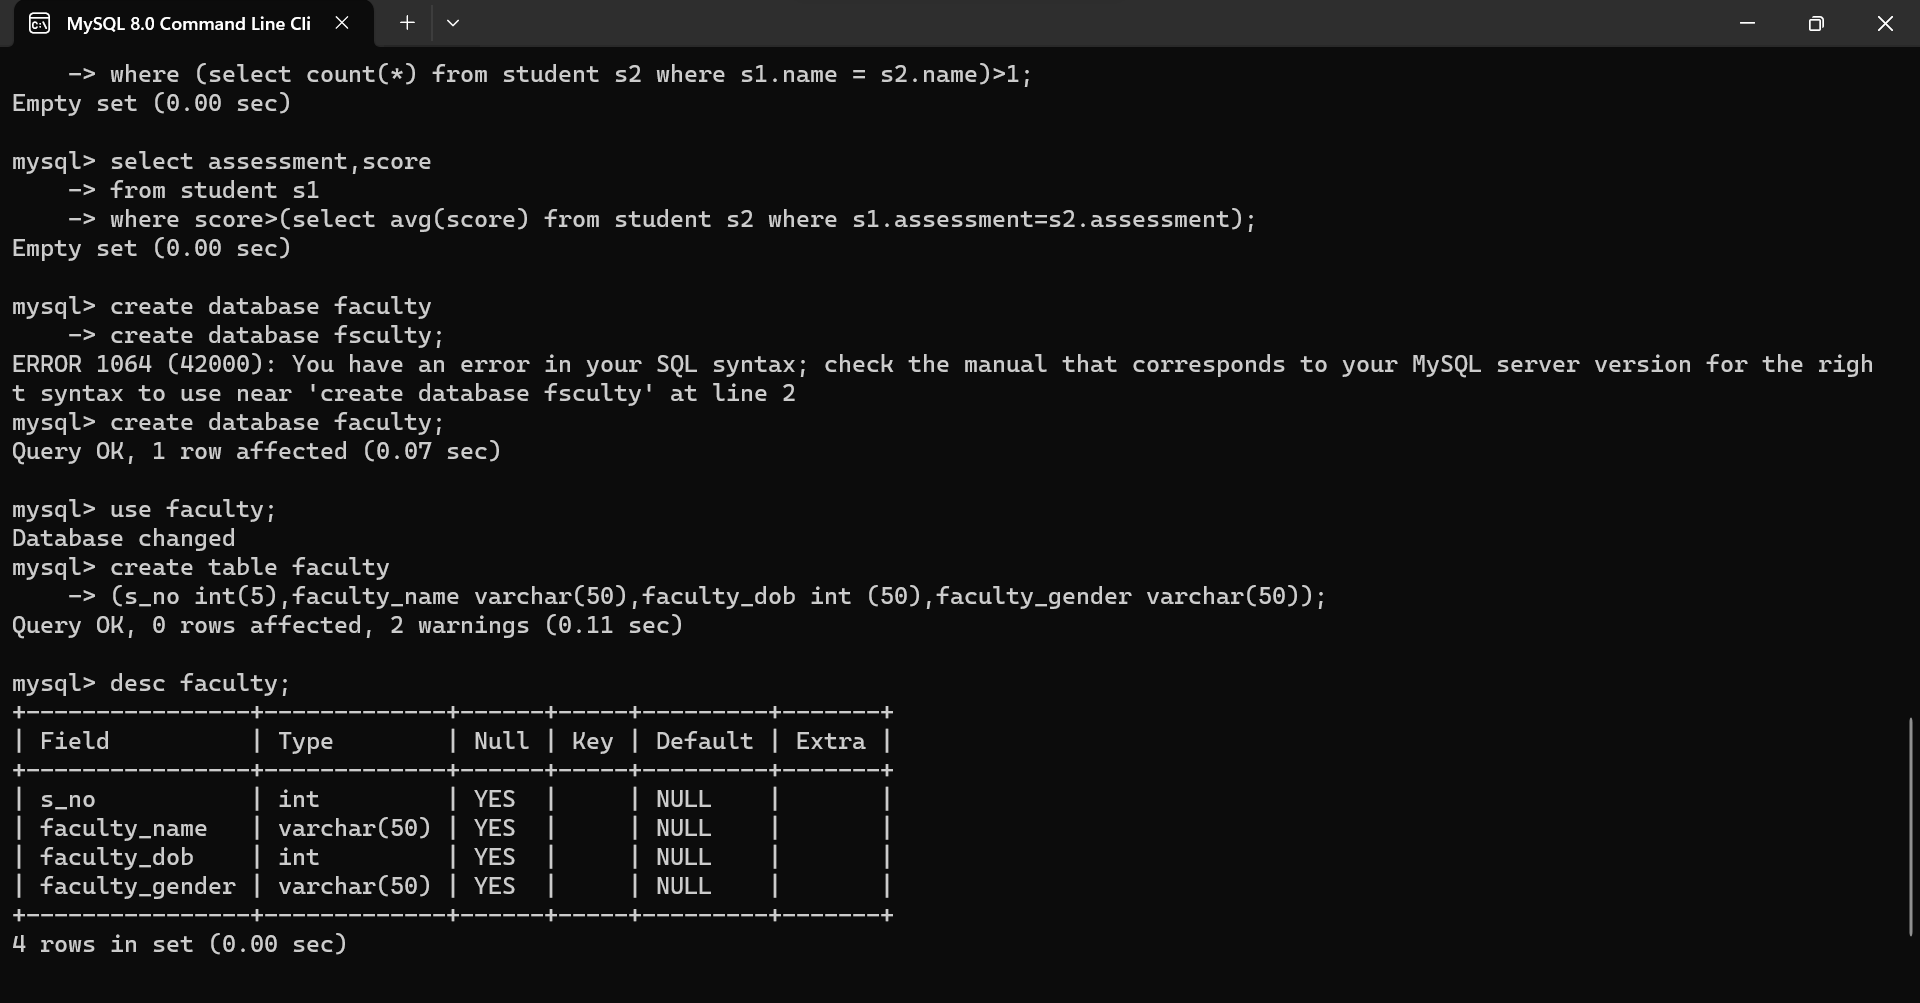 MySQL 8.0 Command Line Cli
    -> where (select count(*) from student s2 where s1.name = s2.name)>1;
Empty set (0.00 sec)

mysql> select assessment,score
    -> from student s1
    -> where score>(select avg(score) from student s2 where s1.assessment=s2.assessment);
Empty set (0.00 sec)

mysql> create database faculty
    -> create database fsculty;
ERROR 1064 (42000): You have an error in your SQL syntax; check the manual that corresponds to your MySQL server version for the righ
t syntax to use near 'create database fsculty' at line 2
mysql> create database faculty;
Query OK, 1 row affected (0.07 sec)

mysql> use faculty;
Database changed
mysql> create table faculty
    -> (s_no int(5),faculty_name varchar(50),faculty_dob int (50),faculty_gender varchar(50));
Query OK, 0 rows affected, 2 warnings (0.11 sec)

mysql> desc faculty;
+----------------+-------------+------+-----+---------+-------+
| Field          | Type        | Null | Key | Default | Extra |
+----------------+-------------+------+-----+---------+-------+
| s_no           | int         | YES  |     | NULL    |       |
| faculty_name   | varchar(50) | YES  |     | NULL    |       |
| faculty_dob    | int         | YES  |     | NULL    |       |
| faculty_gender | varchar(50) | YES  |     | NULL    |       |
+----------------+-------------+------+-----+---------+-------+
4 rows in set (0.00 sec)